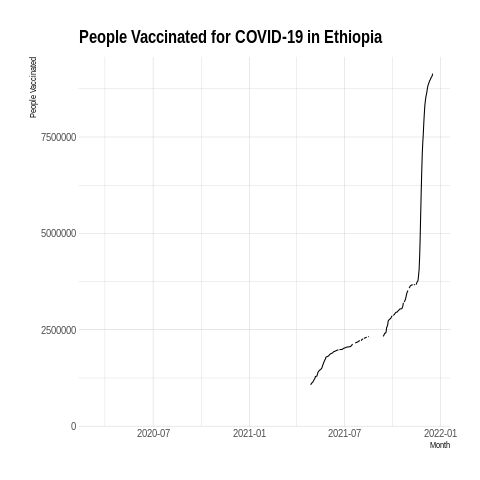 People Vaccinated for COVID-19 in Ethiopia
People Vaccinated
7500000
5000000
2500000
0
2020-07 2021-01 2021-07 2022-01
Month